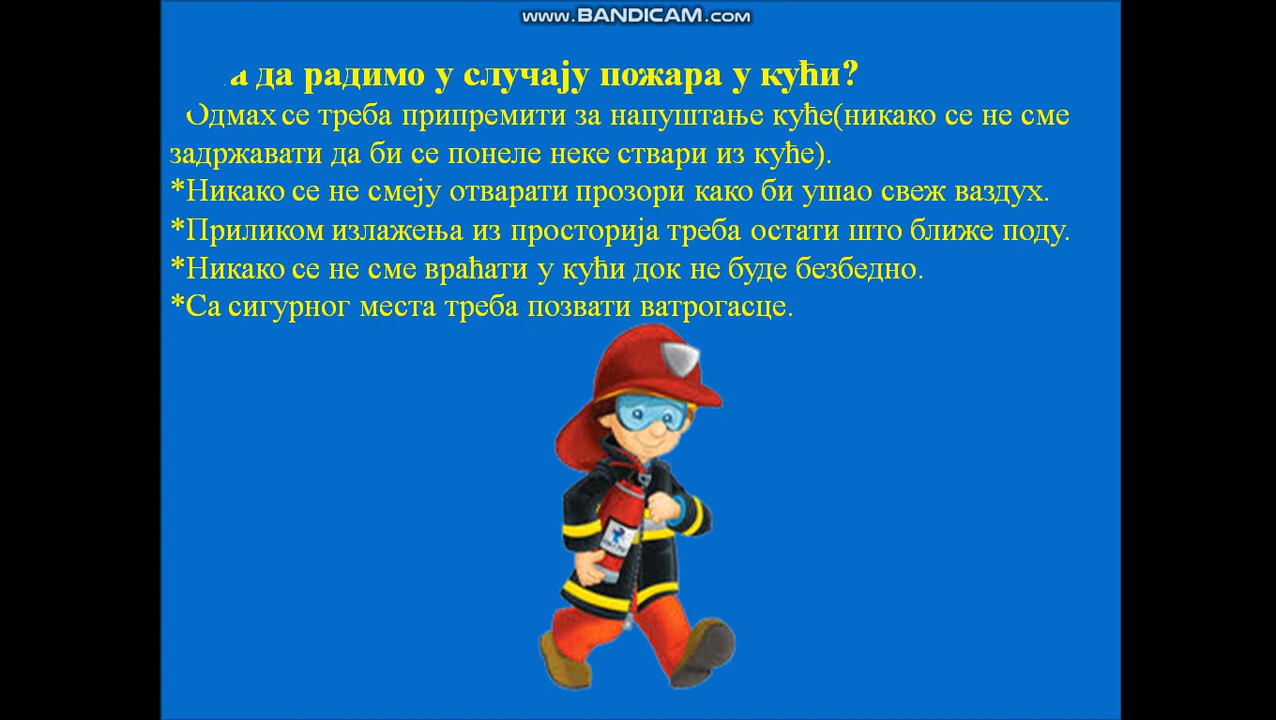 www.BANDICAM.com
а да радимо у случају пожара у кући?
Одмах се треба припремити за напуштање куће(никако се не сме
задржавати да би се понеле неке ствари из куће).
*Никако се не смеју отварати прозори како би ушао свеж ваздух.
*Приликом излажења из просторија треба остати што ближе поду.
*Никако се не сме враћати у кући док не буде безбедно.
*Са сигурног места треба позвати ватрогасце.